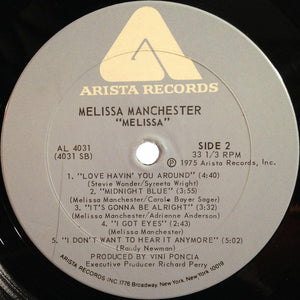 ARISTA RECORDS
MELISSA MANCHESTER
"MELISSA"
AL 4031
(4031 SB)
SIDE 2
33 1/3 RPM
℗ 1975 Arista Records, Inc.
1. "LOVE HAVIN' YOU AROUND" (4:40)
(Stevie Wonder/Syreeta Wright)
2. "MIDNIGHT BLUE" (3:55)
(Melissa Manchester/Carole Bayer Sager)
3. "IT'S GONNA BE ALRIGHT" (3:32)
(Melissa Manchester/Adrienne Anderson)
4. "I GOT EYES" (2:43)
(Melissa Manchester)
5. "I DON'T WANT TO HEAR IT ANYMORE" (5:02)
(Randy Newman)
PRODUCED BY VINI PONCIA
Executive Producer Richard Perry
ARISTA RECORDS INC 1776 Broadway, New York, New York 10019